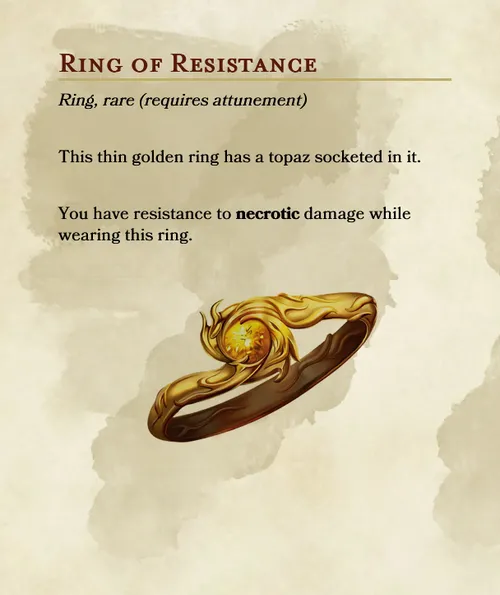 Ring of Resistance
Ring, rare (requires attunement)
This thin golden ring has a topaz socketed in it.
You have resistance to necrotic damage while
wearing this ring.